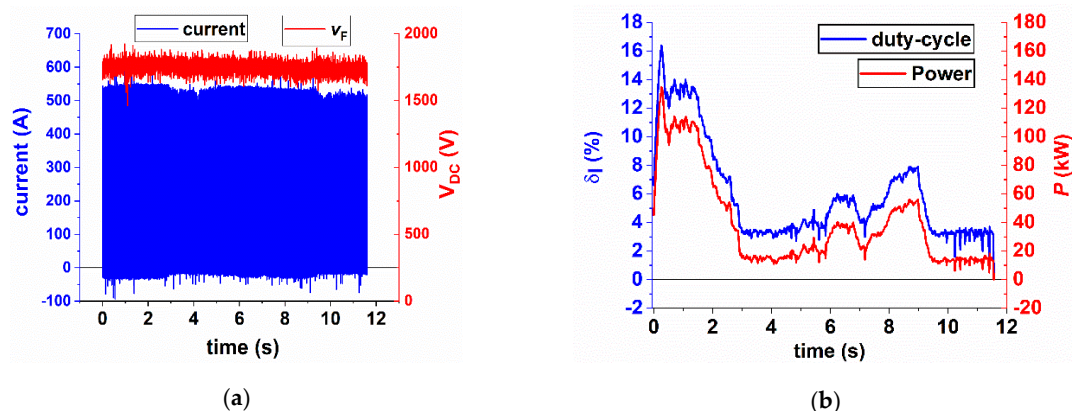 current
vF
700
600
500
400
300
200
100
0
-100
current (A)
2000
1500
1000
500
0
VDC (V)
0 2 4 6 8 10 12
time (s)
(a)
duty-cycle
Power
18
16
14
12
10
8
6
4
2
0
-2
δI (%)
180
160
140
120
100
80
60
40
20
0
-20
P (kW)
0 2 4 6 8 10 12
time (s)
(b)